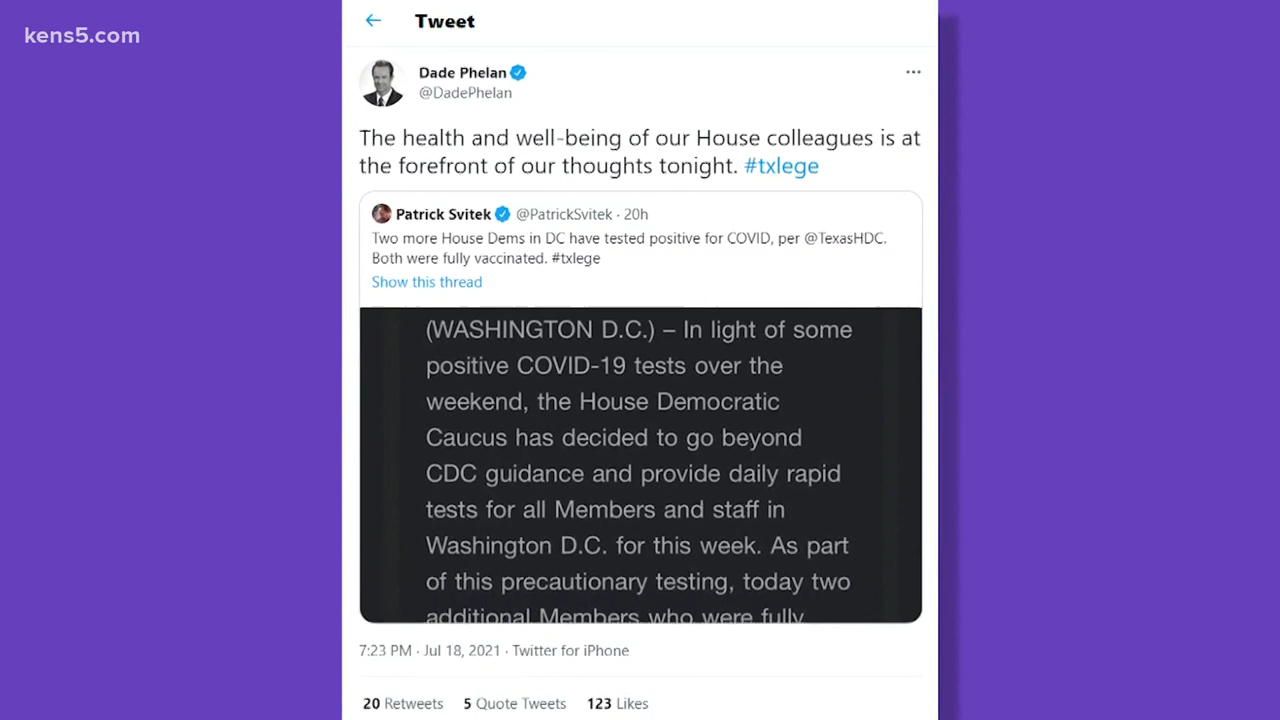 kens5.com
Tweet
Dade Phelan
@DadePhelan
The health and well-being of our House colleagues is at
the forefront of our thoughts tonight. #txlege
Patrick Svitek @PatrickSvitek · 20h
Two more House Dems in DC have tested positive for COVID, per @TexasHDC.
Both were fully vaccinated. #txlege
Show this thread
(WASHINGTON D.C.) – In light of some
positive COVID-19 tests over the
weekend, the House Democratic
Caucus has decided to go beyond
CDC guidance and provide daily rapid
tests for all Members and staff in
Washington D.C. for this week. As part
of this precautionary testing, today two
additional Members who were fully
7:23 PM · Jul 18, 2021 · Twitter for iPhone
20 Retweets 5 Quote Tweets 123 Likes